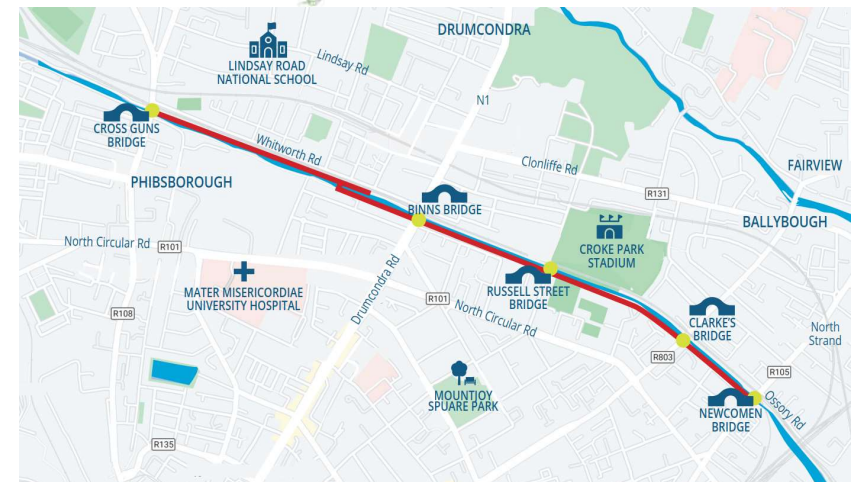 DRUMCONDRA
LINDSAY ROAD
NATIONAL SCHOOL
Lindsay Rd
N1
CROSS GUNS
BRIDGE
Whitworth Rd
Clonliffe Rd
FAIRVIEW
PHIBSBOROUGH
R131
BINNS BRIDGE
BALLYBOUGH
North Circular Rd
R101
CROKE PARK
STADIUM
MATER MISERICORDIAE
UNIVERSITY HOSPITAL
Drumcondra Rd
R101
RUSSELL STREET
BRIDGE
North Circular Rd
R108
CLARKE'S
BRIDGE
North
Strand
R803
R105
MOUNTJOY
SPUARE PARK
Ossory Rd
NEWCOMEN
BRIDGE
R135